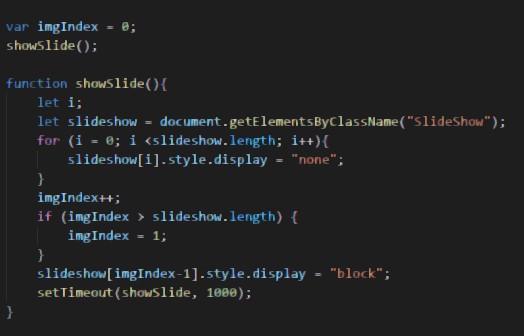 var imgIndex = 0;
showSlide();
function showSlide(){
let i;
let slideshow = document.getElementsByClassName("SlideShow");
for (i = 0; i <slideshow.length; i++){
slideshow[i].style.display = "none";
}
imgIndex++;
if (imgIndex > slideshow.length) {
imgIndex = 1;
}
slideshow[imgIndex-1].style.display = "block";
setTimeout(showSlide, 1000);
}